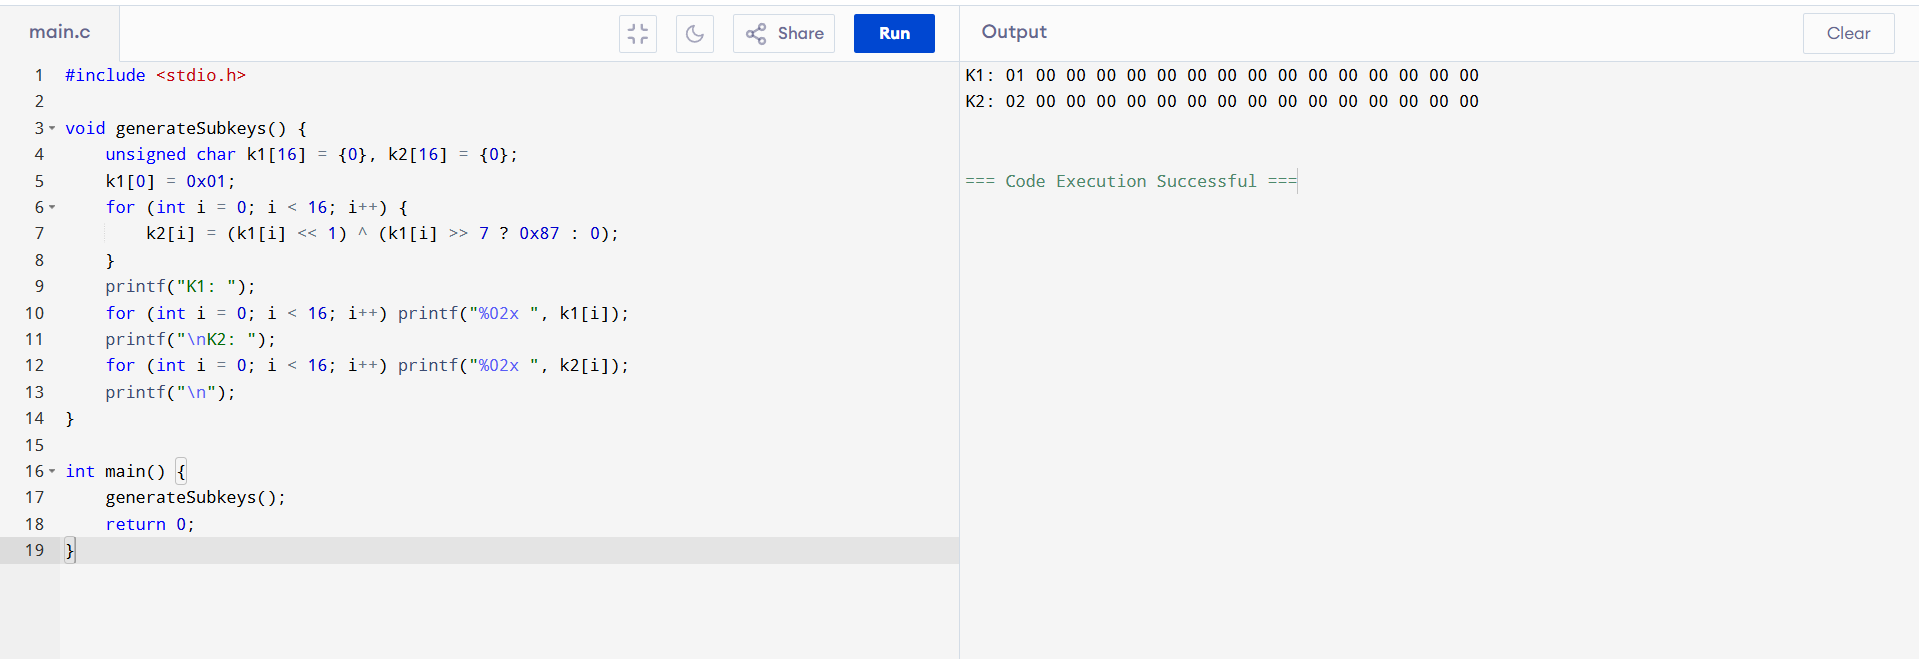 main.c
Share
Run
Output
Clear
1 #include <stdio.h>
2
3 void generateSubkeys() {
4     unsigned char k1[16] = {0}, k2[16] = {0};
5     k1[0] = 0x01;
6     for (int i = 0; i < 16; i++) {
7         k2[i] = (k1[i] << 1) ^ (k1[i] >> 7 ? 0x87 : 0);
8     }
9     printf("K1: ");
10     for (int i = 0; i < 16; i++) printf("%02x ", k1[i]);
11     printf("\nK2: ");
12     for (int i = 0; i < 16; i++) printf("%02x ", k2[i]);
13     printf("\n");
14 }
15
16 int main() {
17     generateSubkeys();
18     return 0;
19 }
K1: 01 00 00 00 00 00 00 00 00 00 00 00 00 00 00 00
K2: 02 00 00 00 00 00 00 00 00 00 00 00 00 00 00 00
=== Code Execution Successful ===